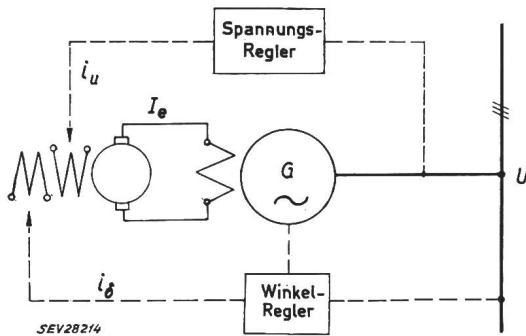 Spannungs-
Regler
i_u
I_e
G
~
U
i_δ
Winkel-
Regler
SEV28214